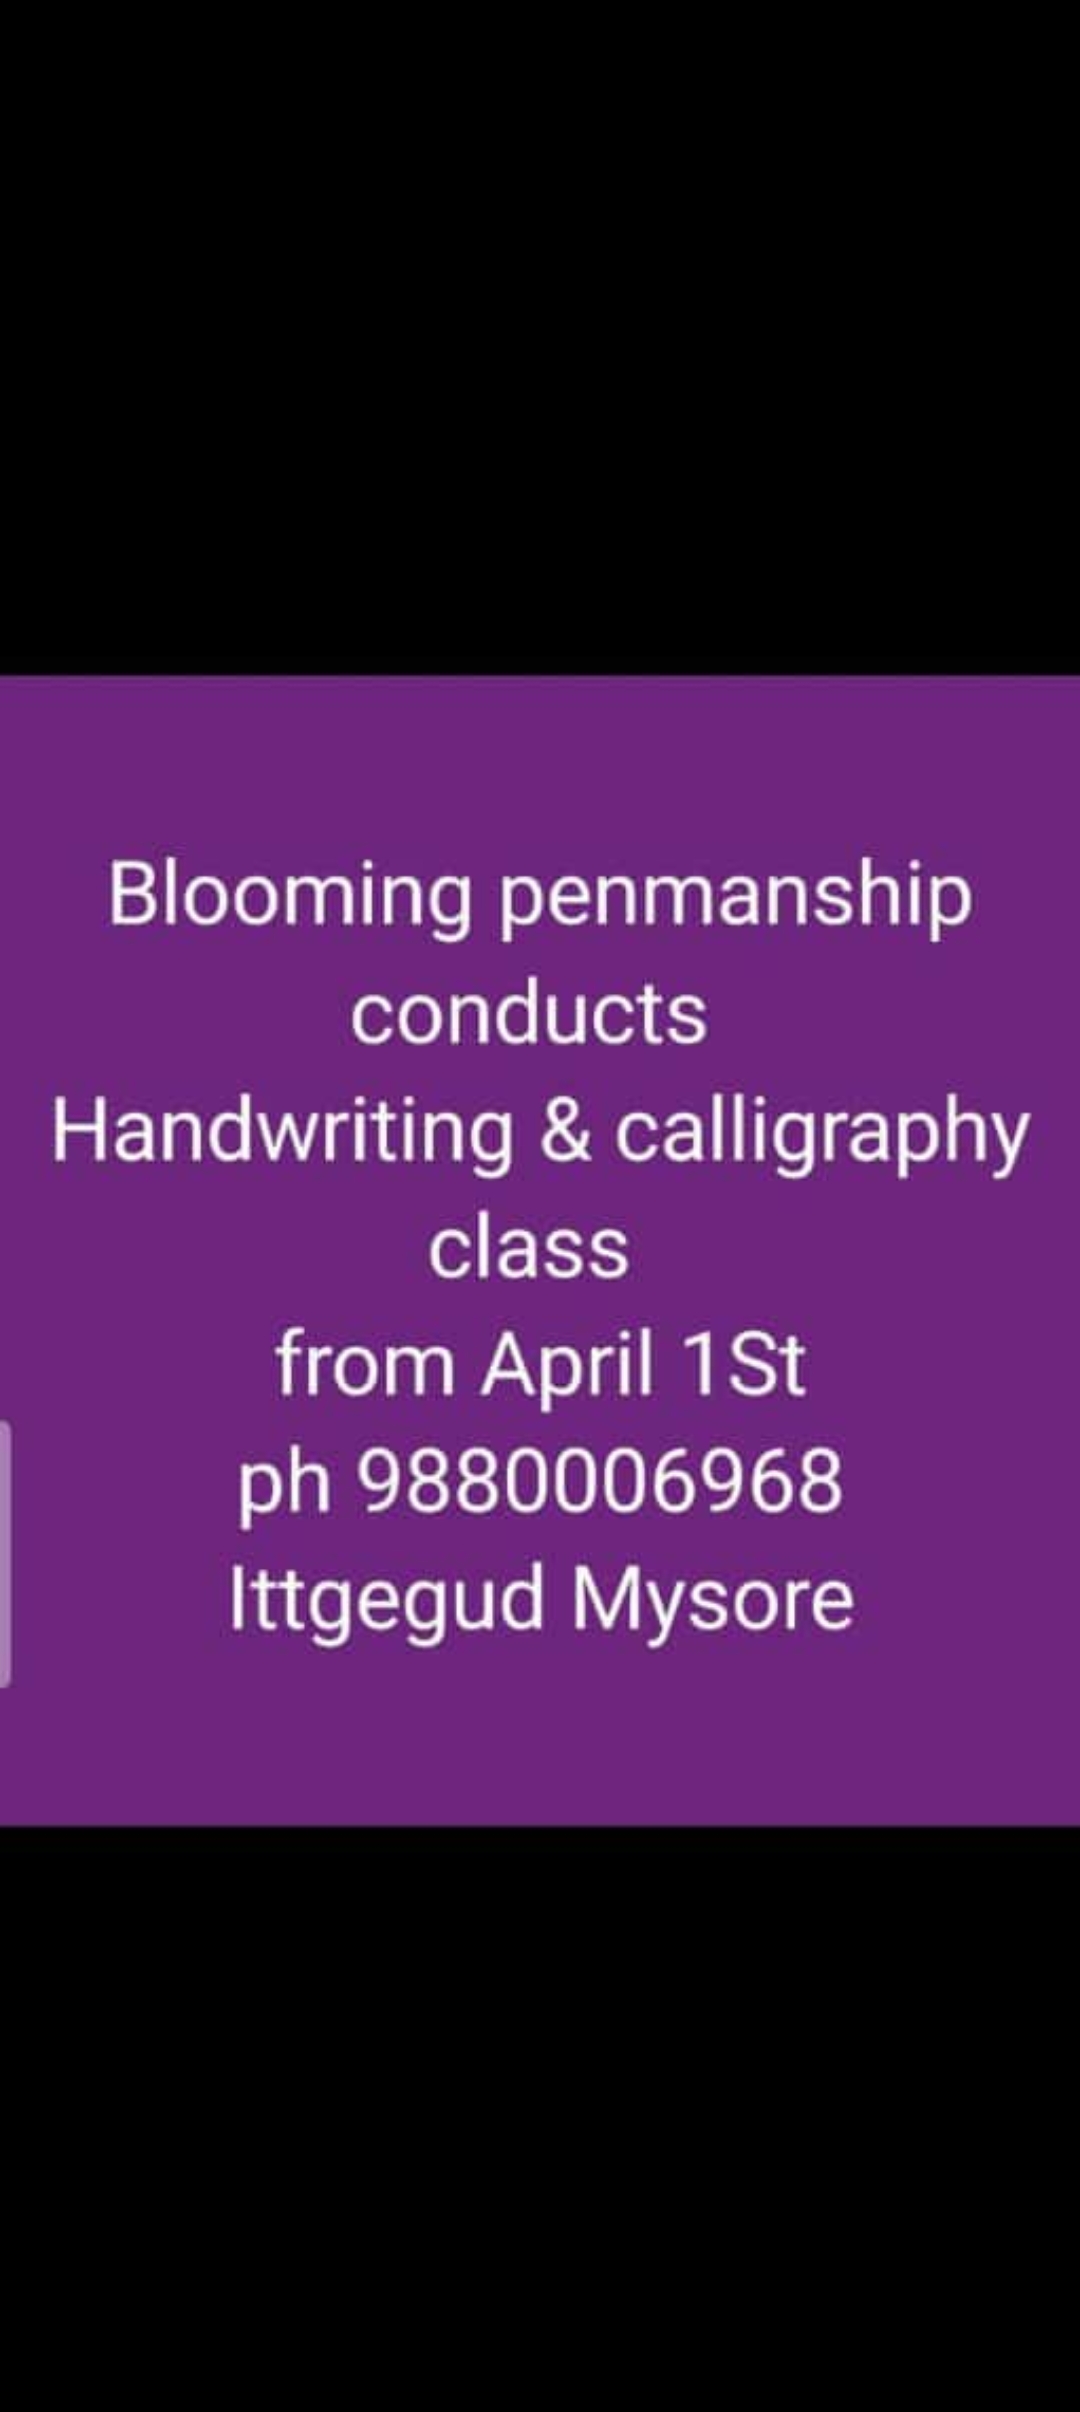 Blooming penmanship
conducts
Handwriting & calligraphy
class
from April 1St
ph 9880006968
Ittgegud Mysore